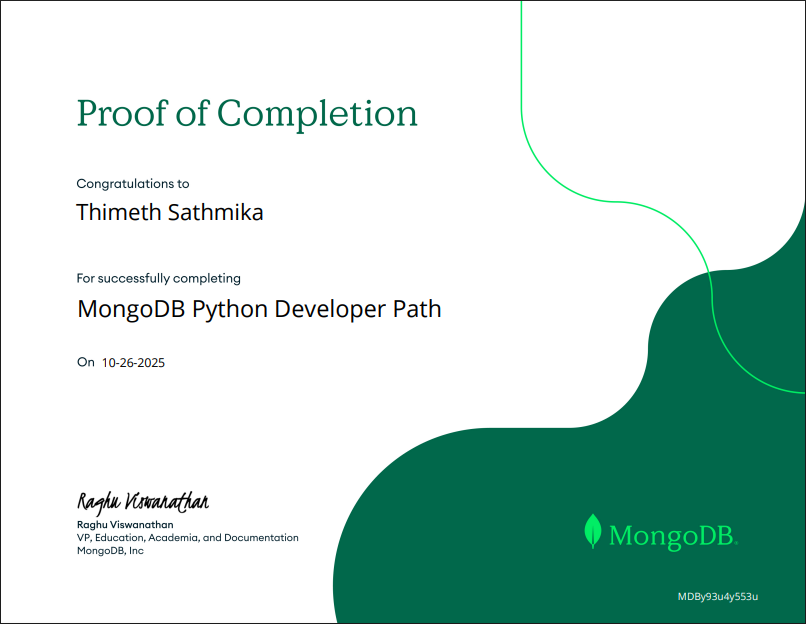 Proof of Completion
Congratulations to
Thimeth Sathmika
For successfully completing
MongoDB Python Developer Path
On 10-26-2025
Raghu Viswanathan
Raghu Viswanathan
VP, Education, Academia, and Documentation
MongoDB, Inc
MongoDB.
MDBy93u4y553u